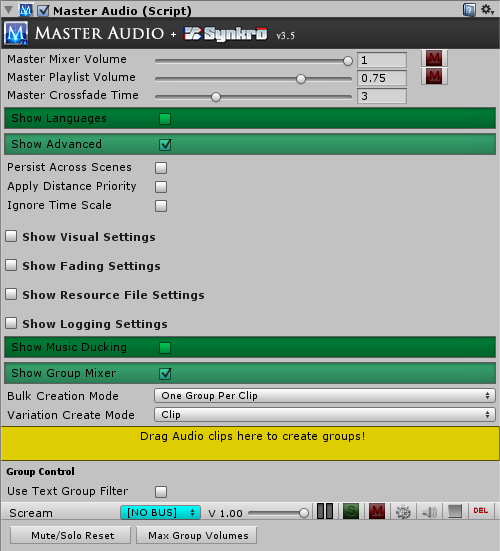 Master Audio (Script)
MASTER AUDIO + Synkro v3.5
Master Mixer Volume 1 M
Master Playlist Volume 0.75 M
Master Crossfade Time 3
Show Languages
Show Advanced
Persist Across Scenes
Apply Distance Priority
Ignore Time Scale
Show Visual Settings
Show Fading Settings
Show Resource File Settings
Show Logging Settings
Show Music Ducking
Show Group Mixer
Bulk Creation Mode One Group Per Clip
Variation Create Mode Clip
Drag Audio clips here to create groups!
Group Control
Use Text Group Filter
Scream [NO BUS] V 1.00 S M DEL
Mute/Solo Reset Max Group Volumes